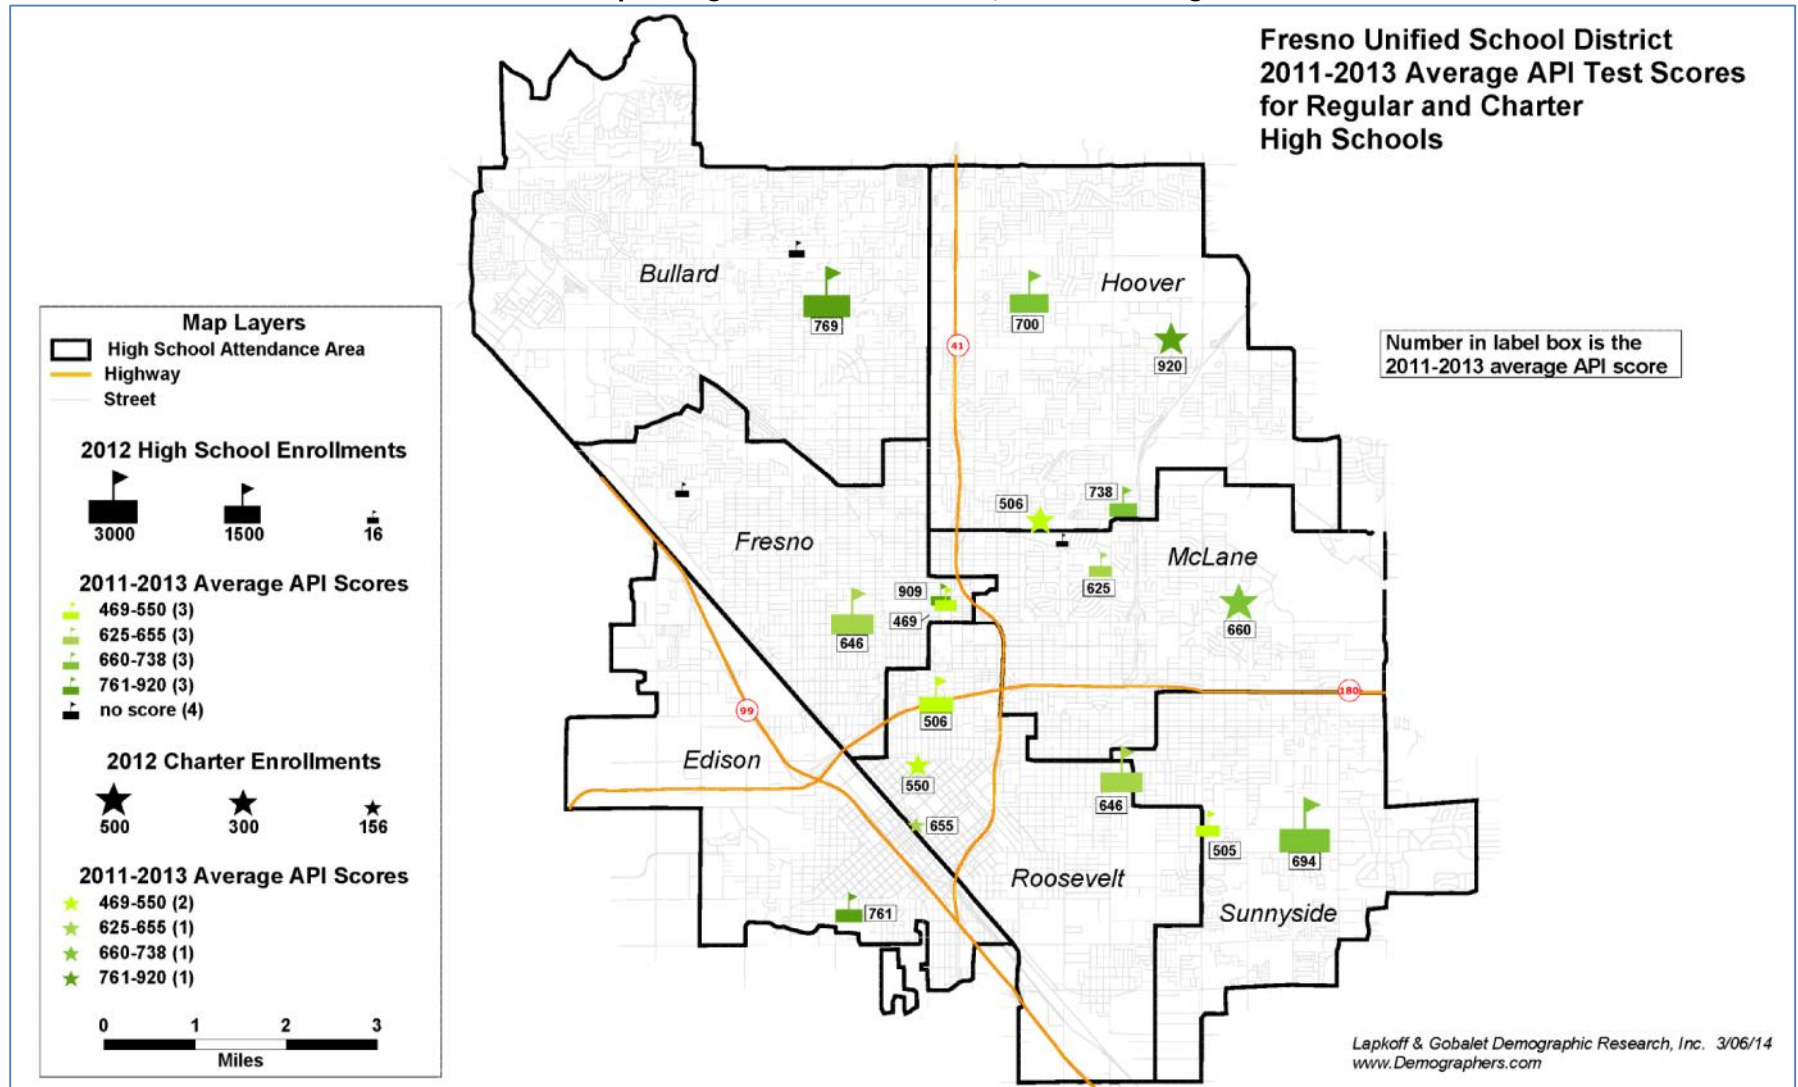 Fresno Unified School District
2011-2013 Average API Test Scores
for Regular and Charter
High Schools
Number in label box is the
2011-2013 average API score
Map Layers
High School Attendance Area
Highway
Street
2012 High School Enrollments
3000 1500 16
2011-2013 Average API Scores
469-550 (3)
625-655 (3)
660-738 (3)
761-920 (3)
no score (4)
2012 Charter Enrollments
500 300 156
2011-2013 Average API Scores
469-550 (2)
625-655 (1)
660-738 (1)
761-920 (1)
0 1 2 3
Miles
Bullard
769
Hoover
700
41
920
506
738
Fresno
McLane
625
909
469
646
660
99
180
506
Edison
550
646
655
505
694
Roosevelt
761
Sunnyside
Lapkoff & Gobalet Demographic Research, Inc. 3/06/14
www.Demographers.com